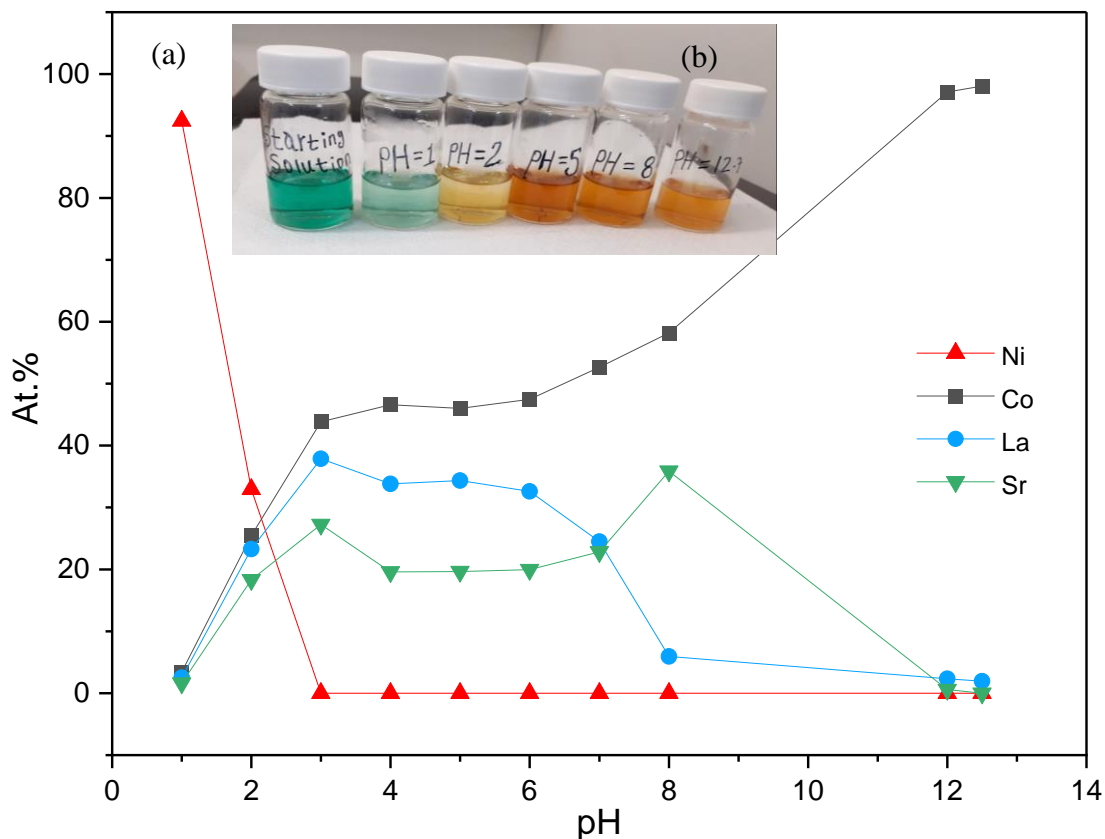 (a)
(b)
Starting
Solution
pH=1
pH=2
pH=5
pH=8
pH=12.?
100
80
60
40
20
0
At.%
Ni
Co
La
Sr
0
2
4
6
8
10
12
14
pH